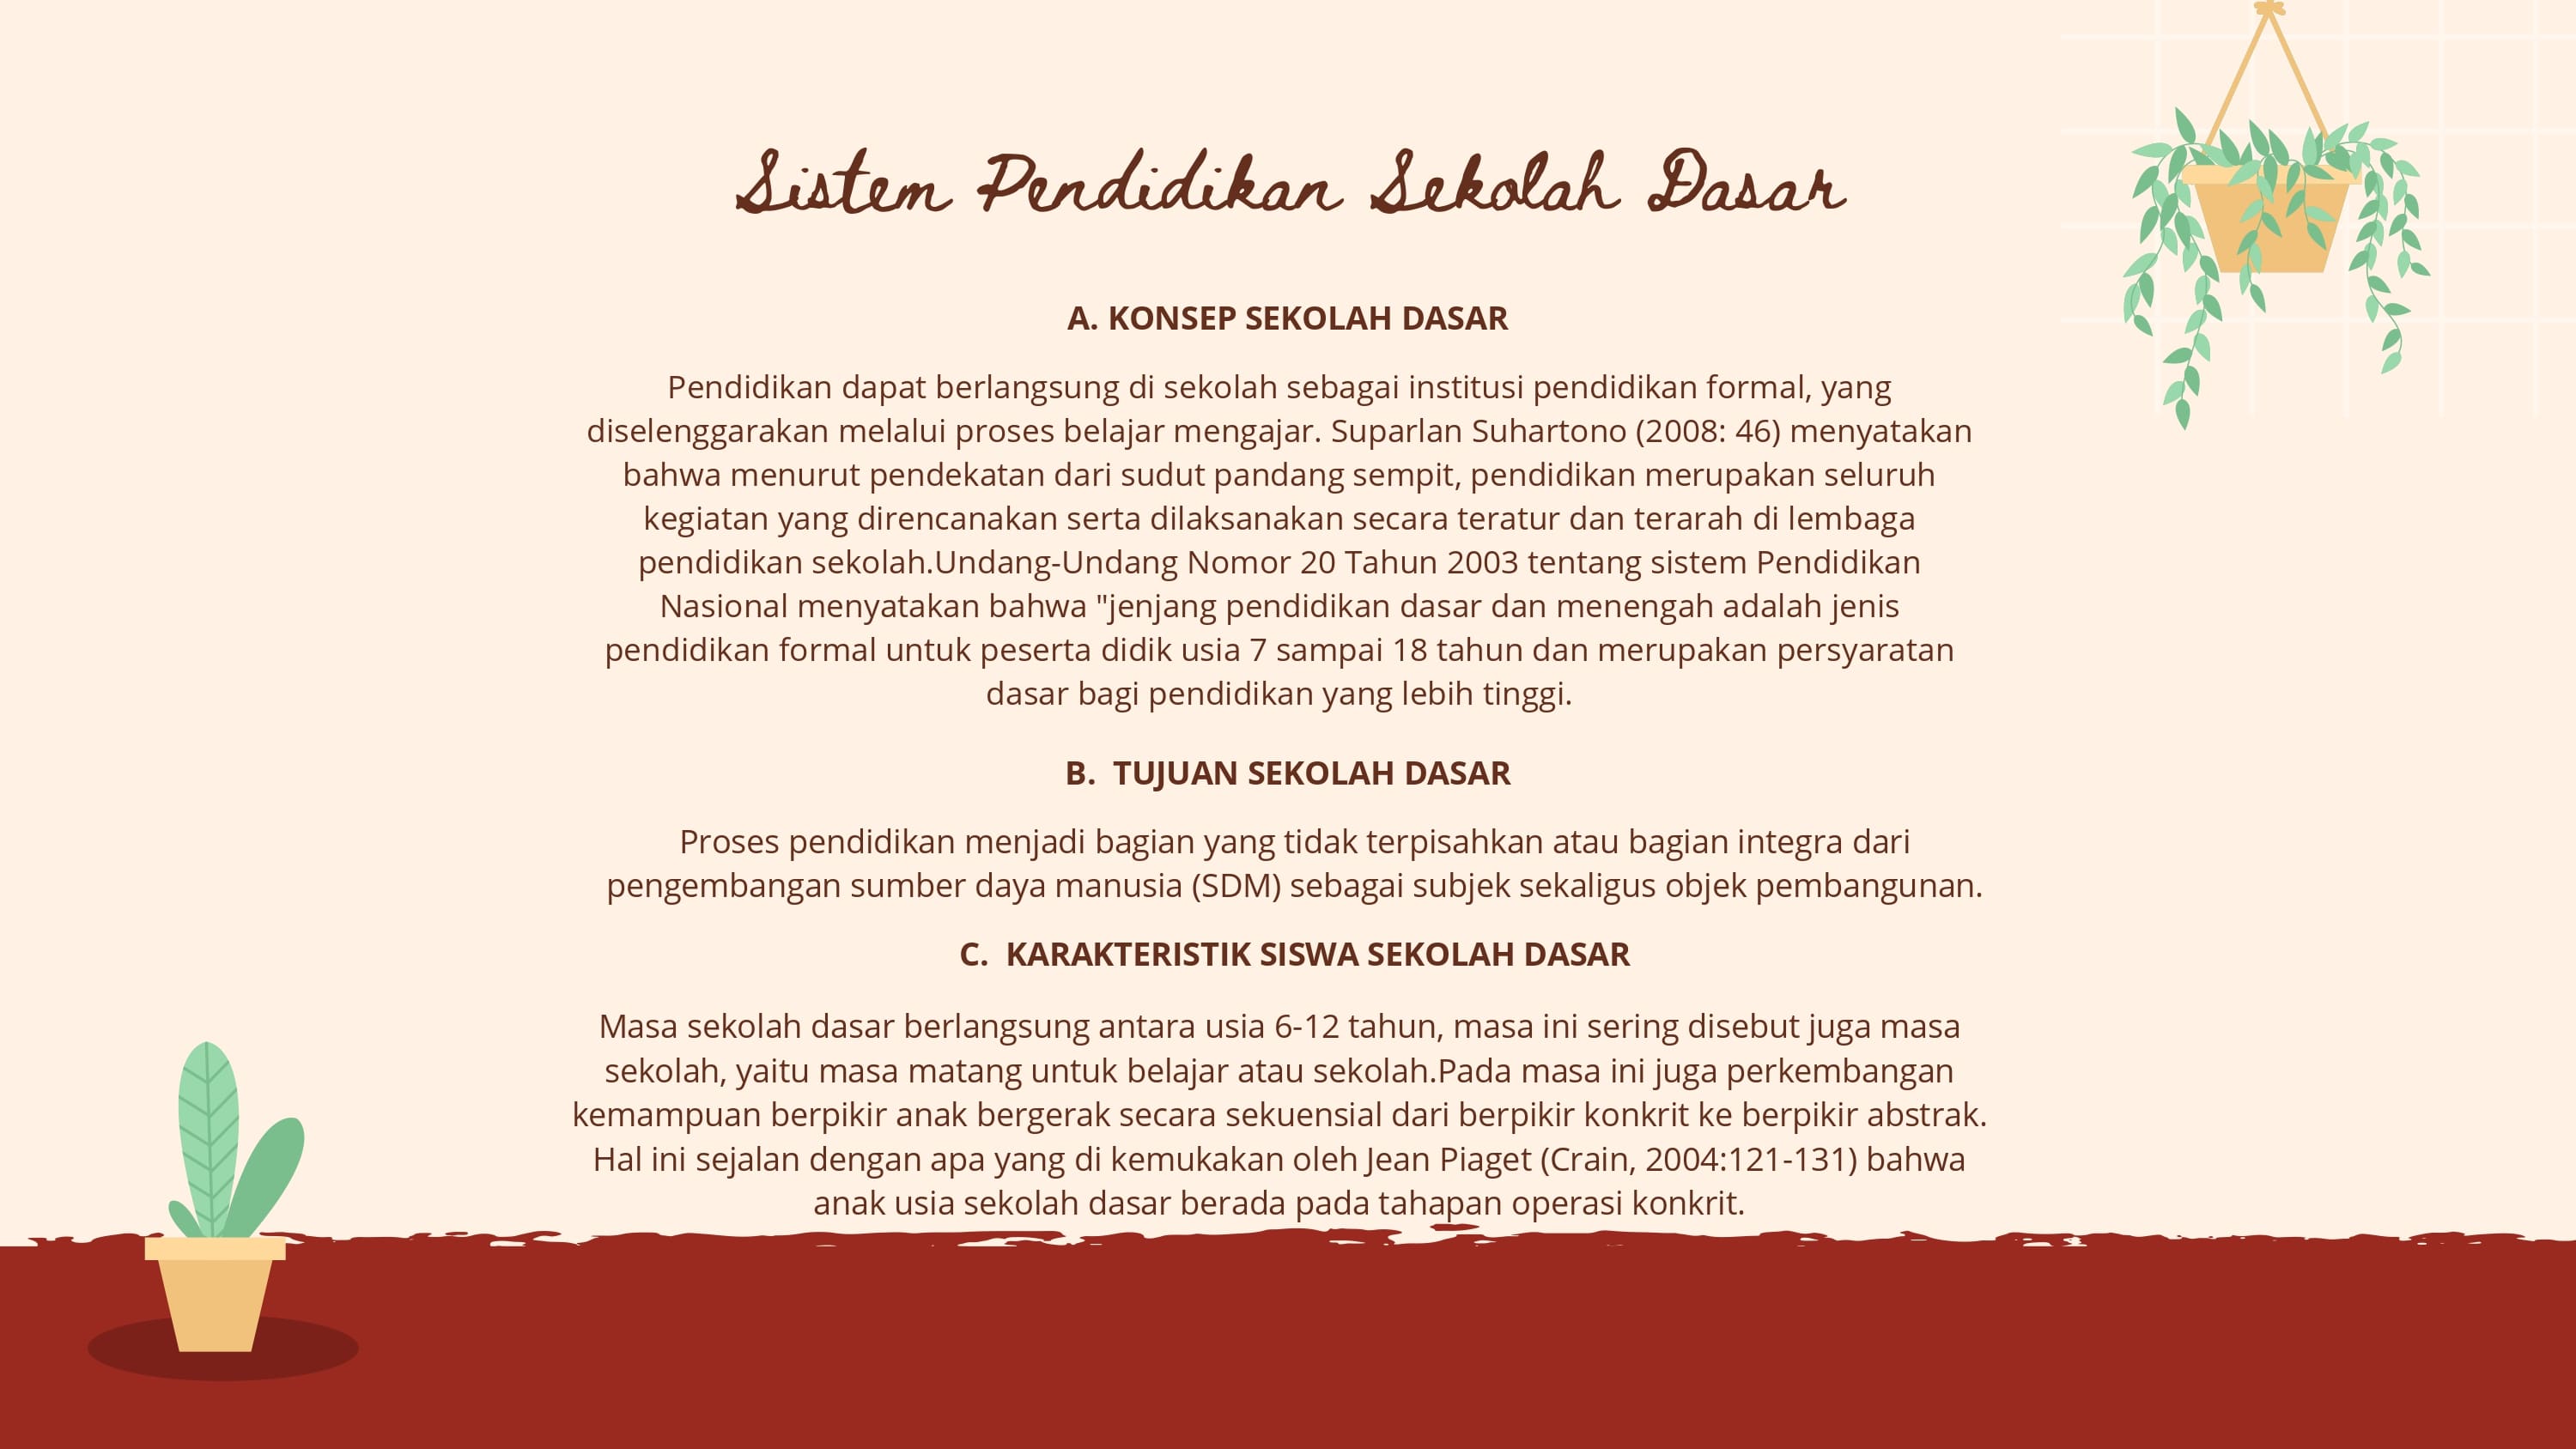 Sistem Pendidikan Sekolah Dasar
A. KONSEP SEKOLAH DASAR
Pendidikan dapat berlangsung di sekolah sebagai institusi pendidikan formal, yang
diselenggarakan melalui proses belajar mengajar. Suparlan Suhartono (2008: 46) menyatakan
bahwa menurut pendekatan dari sudut pandang sempit, pendidikan merupakan seluruh
kegiatan yang direncanakan serta dilaksanakan secara teratur dan terarah di lembaga
pendidikan sekolah.Undang-Undang Nomor 20 Tahun 2003 tentang sistem Pendidikan
Nasional menyatakan bahwa "jenjang pendidikan dasar dan menengah adalah jenis
pendidikan formal untuk peserta didik usia 7 sampai 18 tahun dan merupakan persyaratan
dasar bagi pendidikan yang lebih tinggi.
B. TUJUAN SEKOLAH DASAR
Proses pendidikan menjadi bagian yang tidak terpisahkan atau bagian integra dari
pengembangan sumber daya manusia (SDM) sebagai subjek sekaligus objek pembangunan.
C. KARAKTERISTIK SISWA SEKOLAH DASAR
Masa sekolah dasar berlangsung antara usia 6-12 tahun, masa ini sering disebut juga masa
sekolah, yaitu masa matang untuk belajar atau sekolah.Pada masa ini juga perkembangan
kemampuan berpikir anak bergerak secara sekuensial dari berpikir konkrit ke berpikir abstrak.
Hal ini sejalan dengan apa yang di kemukakan oleh Jean Piaget (Crain, 2004:121-131) bahwa
anak usia sekolah dasar berada pada tahapan operasi konkrit.